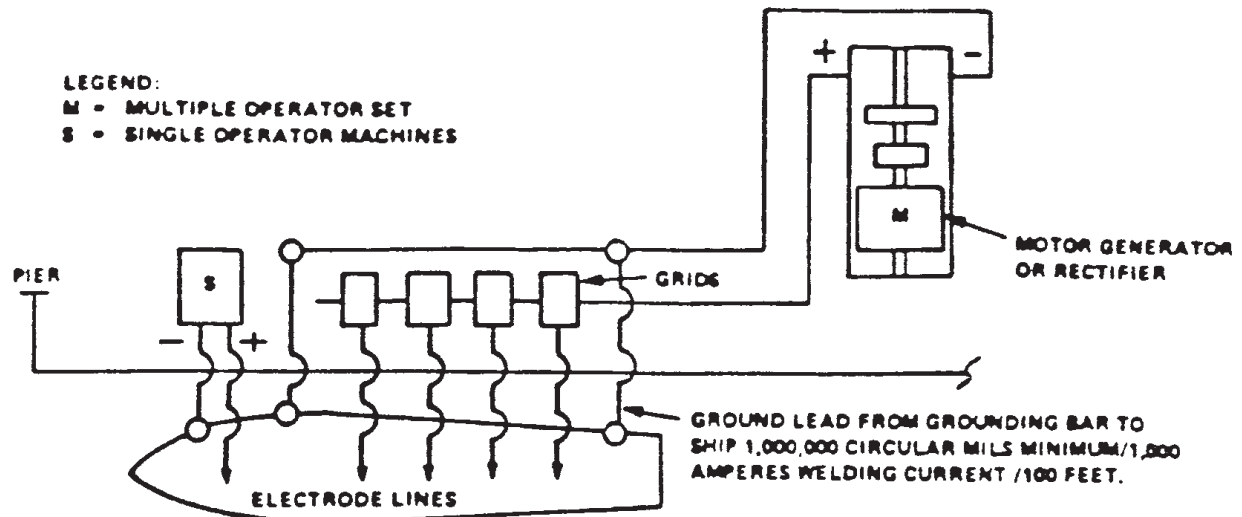 LEGEND:
M = MULTIPLE OPERATOR SET
S = SINGLE OPERATOR MACHINES
+ -
M
MOTOR GENERATOR
OR RECTIFIER
PIER
S
GRIDS
- +
GROUND LEAD FROM GROUNDING BAR TO
SHIP 1,000,000 CIRCULAR MILS MINIMUM/1,000
AMPERES WELDING CURRENT /100 FEET.
ELECTRODE LINES